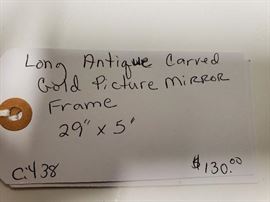 Long Antique Carved
Gold Picture MIRROR
Frame
29" x 5"
C:438 $130.00